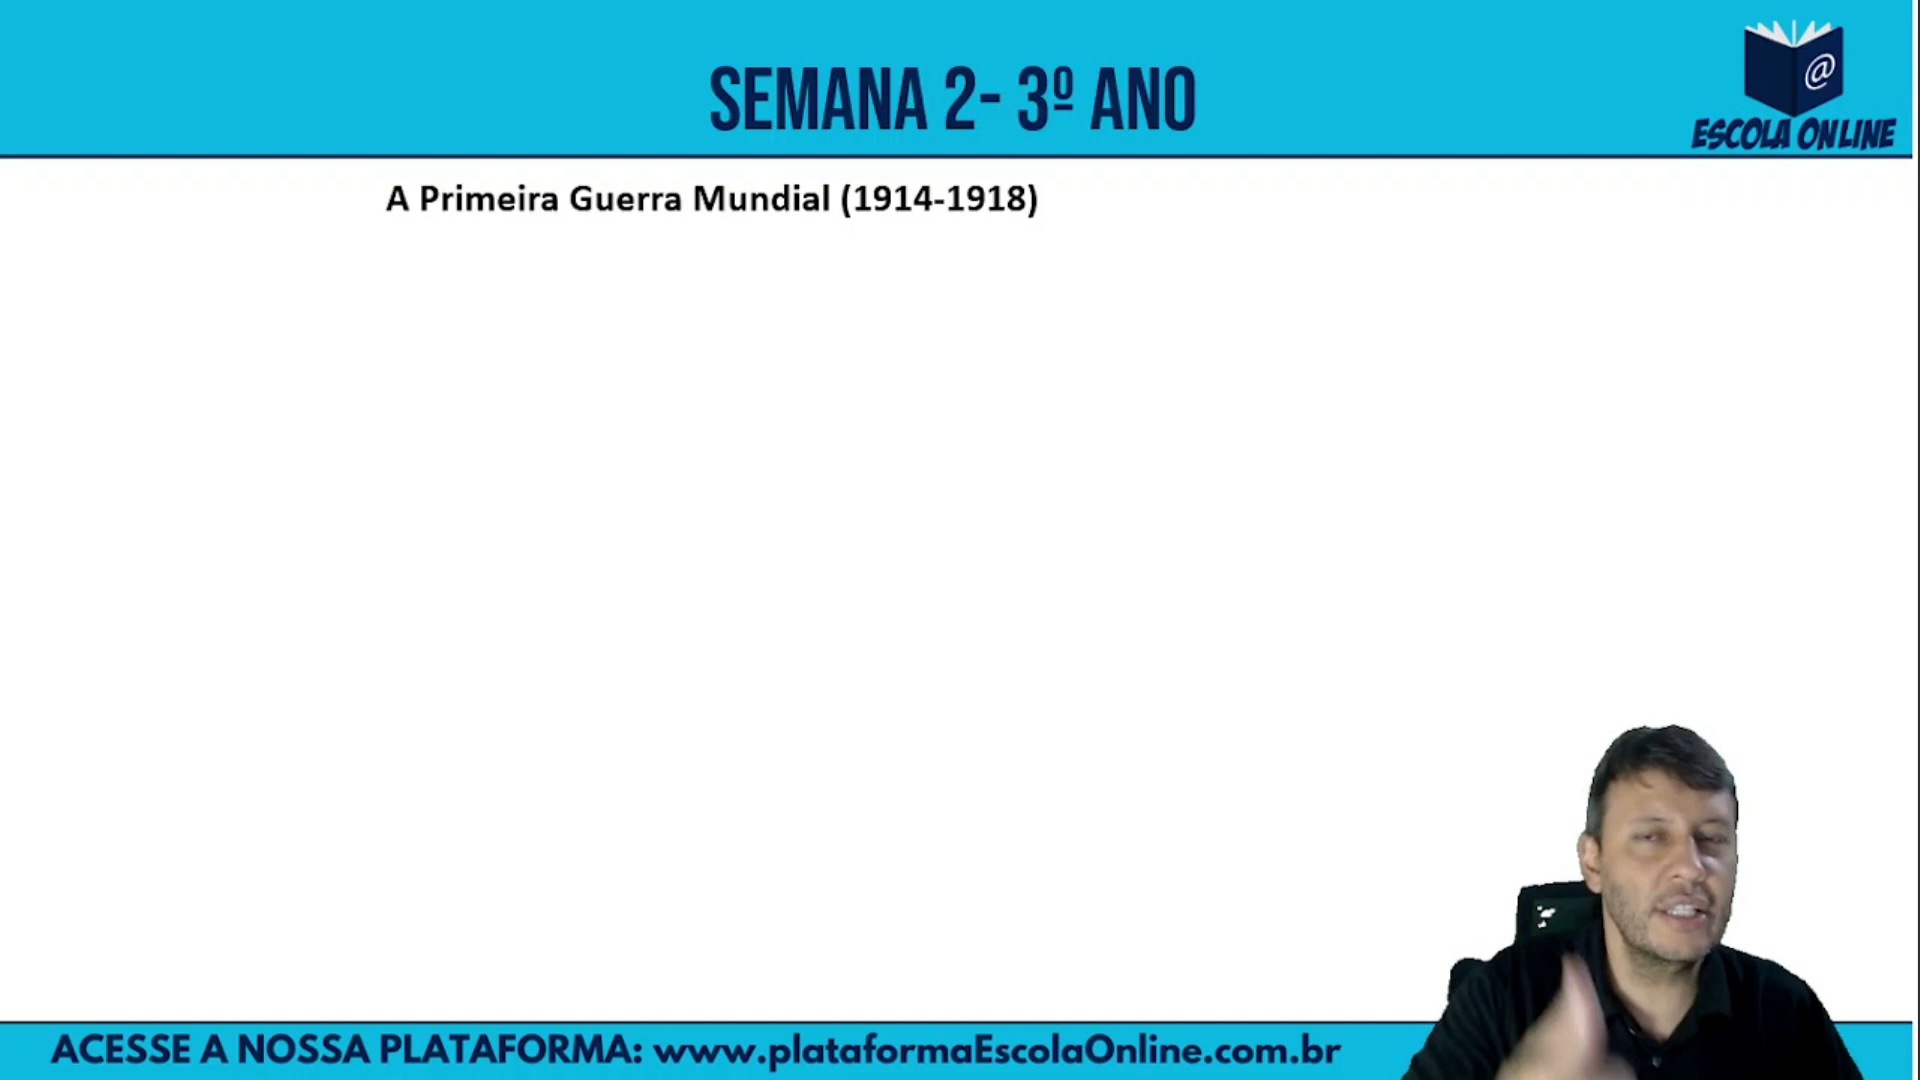 SEMANA 2- 3º ANO
@
ESCOLA ONLINE
A Primeira Guerra Mundial (1914-1918)
ACESSE A NOSSA PLATAFORMA: www.plataformaEscolaOnline.com.br